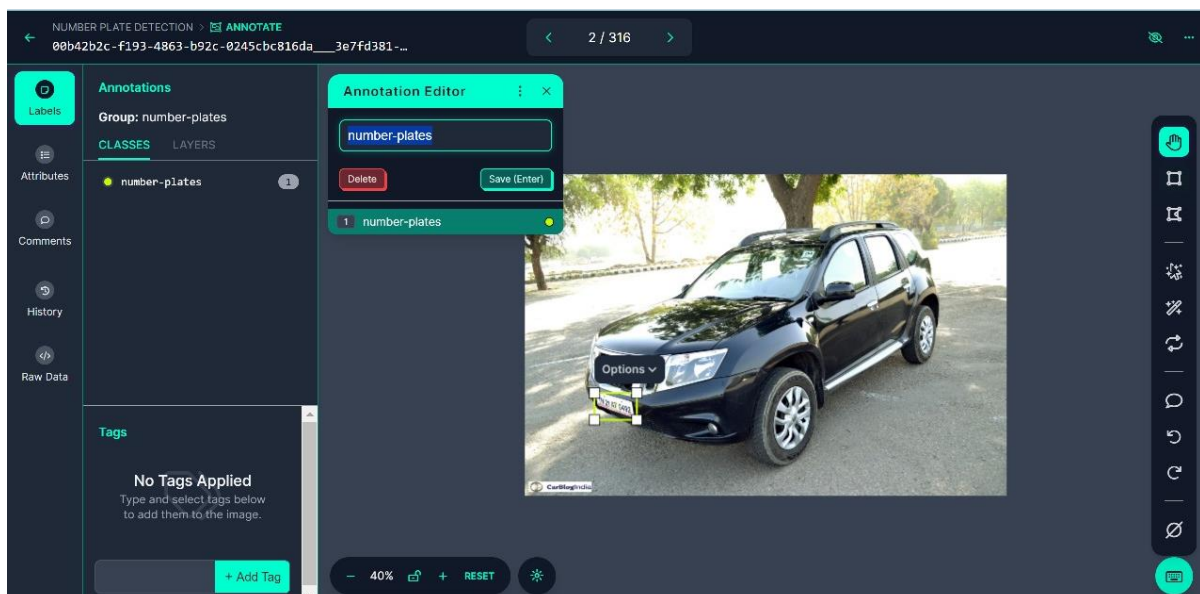 NUMBER PLATE DETECTION > ANNOTATE
00b42b2c-f193-4863-b92c-0245cbc816da___3e7fd381-…
2 / 316
Labels
Attributes
Comments
History
Raw Data
Annotations
Group: number-plates
CLASSES LAYERS
number-plates 1
Tags
No Tags Applied
Type and select tags below
to add them to the image.
+ Add Tag
Annotation Editor
number-plates
Delete Save (Enter)
1 number-plates
Options
CarBlogIndia
− 40% + RESET